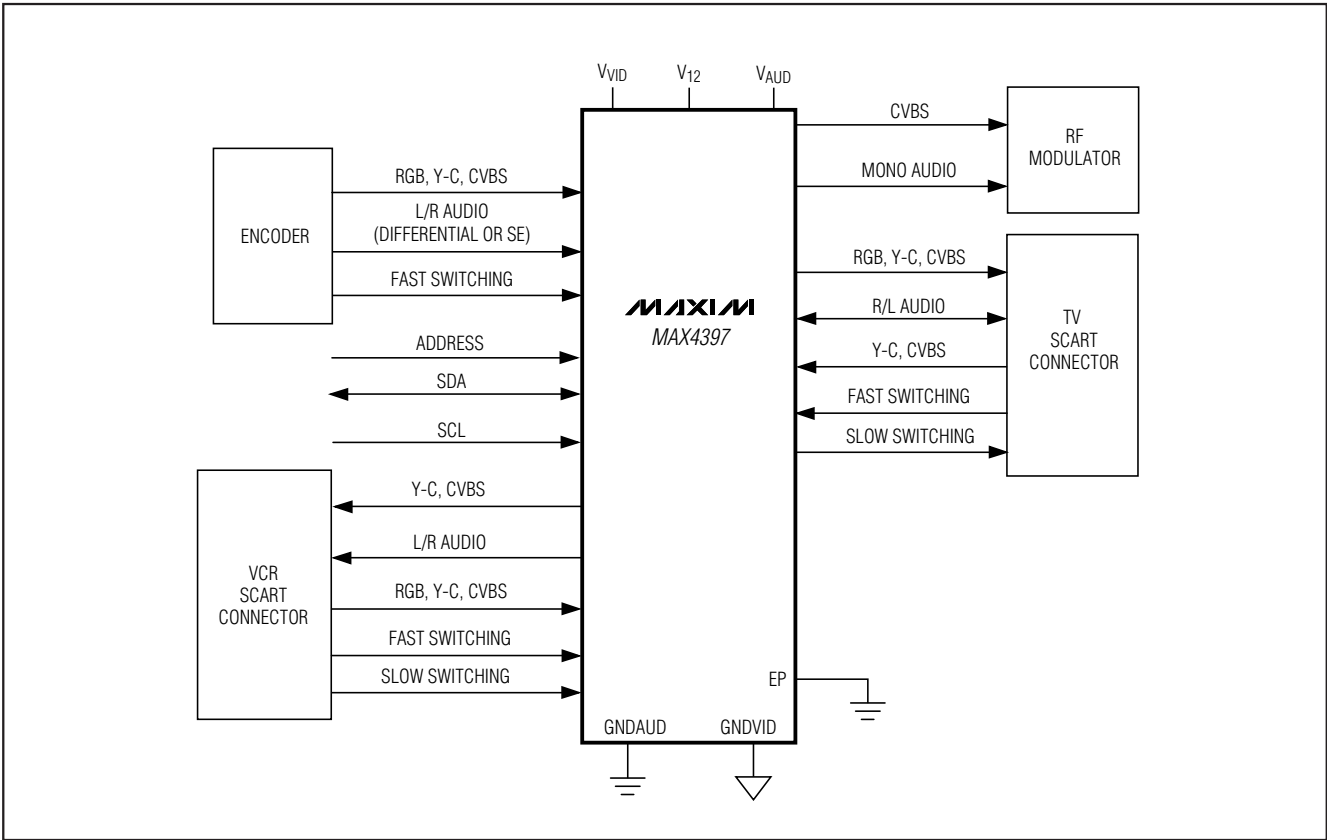 VVID
V12
VAUD
ENCODER
RGB, Y-C, CVBS
L/R AUDIO
(DIFFERENTIAL OR SE)
FAST SWITCHING
ADDRESS
SDA
SCL
VCR
SCART
CONNECTOR
Y-C, CVBS
L/R AUDIO
RGB, Y-C, CVBS
FAST SWITCHING
SLOW SWITCHING
MAXIM
MAX4397
EP
GNDAUD
GNDVID
CVBS
MONO AUDIO
RF
MODULATOR
RGB, Y-C, CVBS
R/L AUDIO
Y-C, CVBS
FAST SWITCHING
SLOW SWITCHING
TV
SCART
CONNECTOR